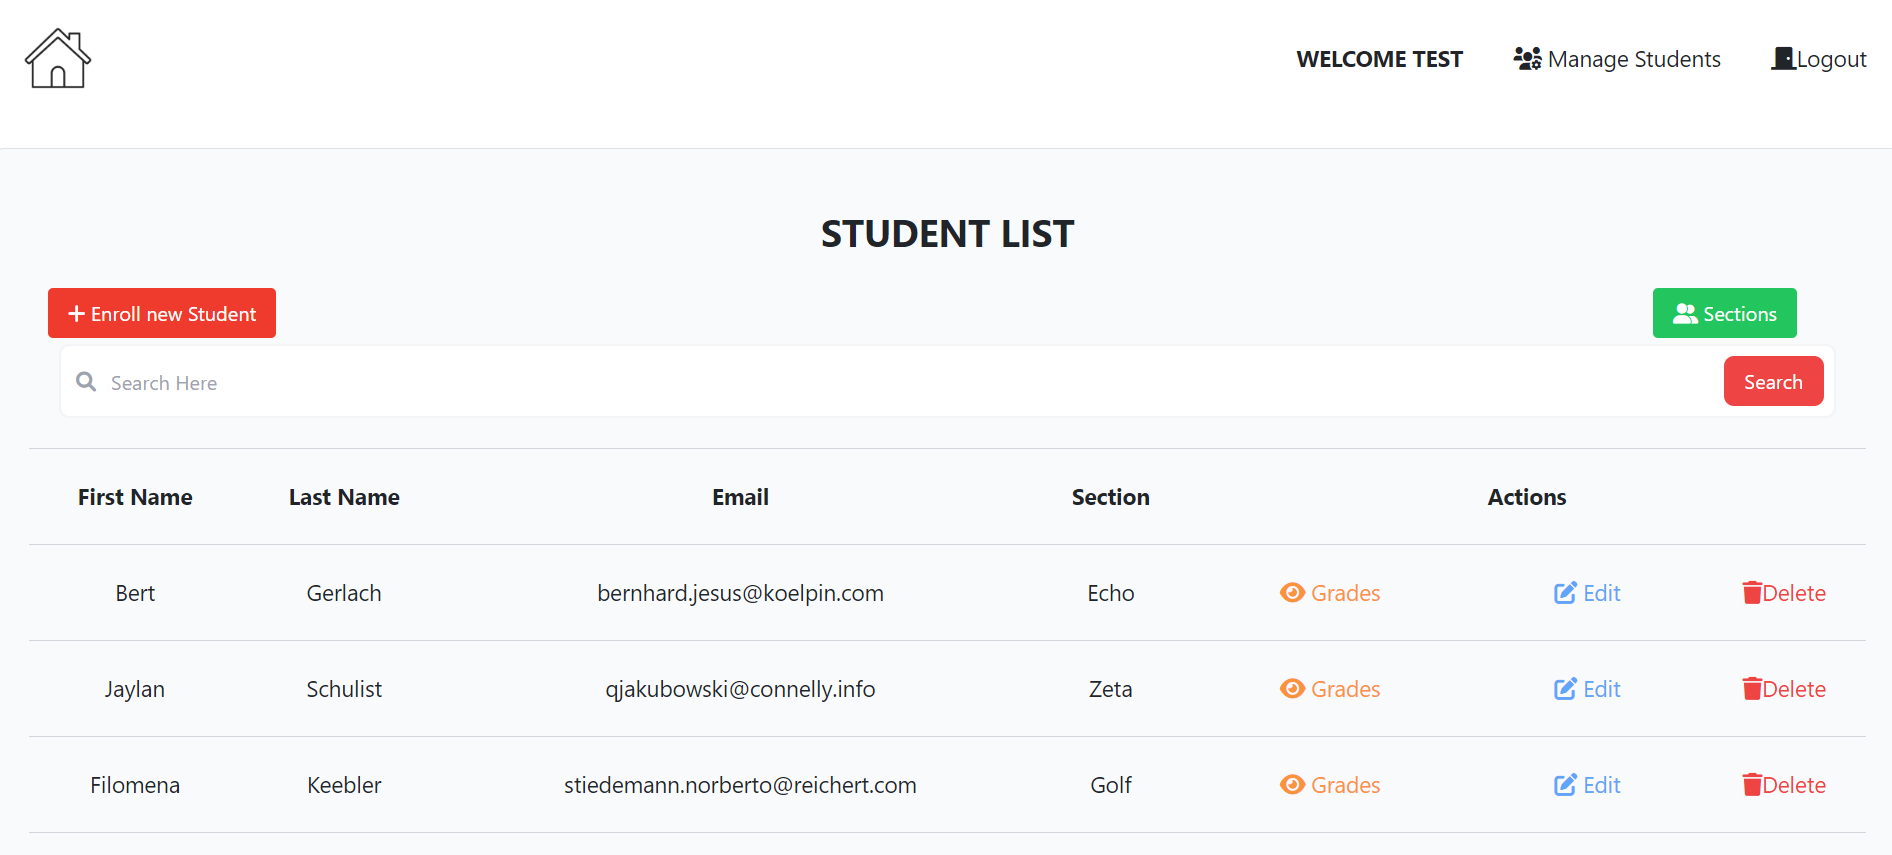 WELCOME TEST Manage Students Logout
STUDENT LIST
Enroll new Student Sections
Search Here Search
First Name Last Name Email Section Actions
Bert Gerlach bernhard.jesus@koelpin.com Echo Grades Edit Delete
Jaylan Schulist qjakubowski@connelly.info Zeta Grades Edit Delete
Filomena Keebler stiedemann.norberto@reichert.com Golf Grades Edit Delete